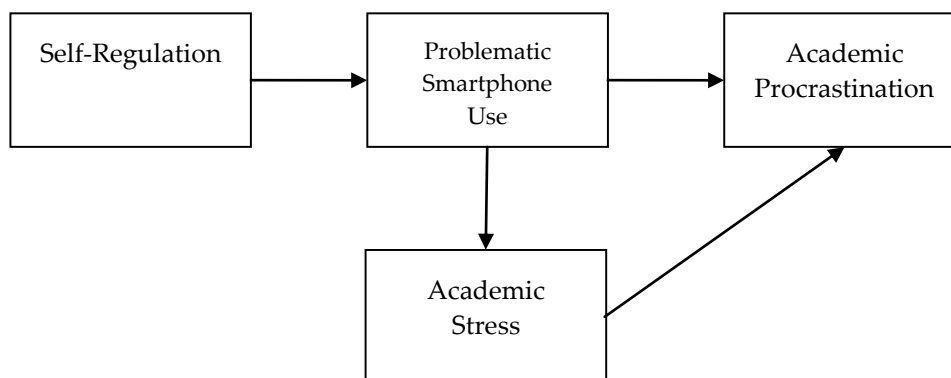 Self-Regulation
Problematic
Smartphone
Use
Academic
Procrastination
Academic
Stress